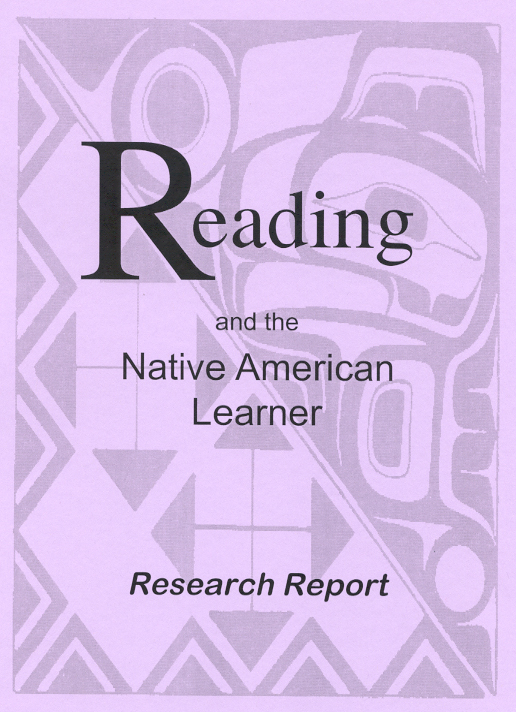 Reading
and the
Native American
Learner
Research Report